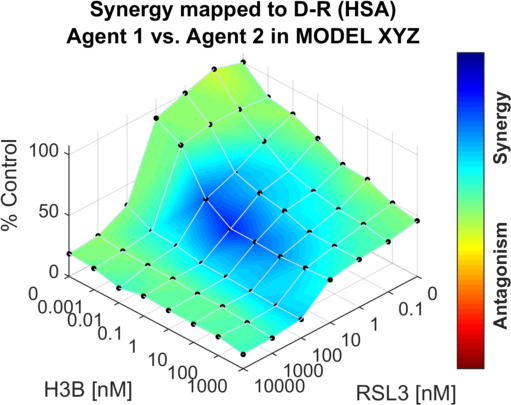 Synergy mapped to D-R (HSA)
Agent 1 vs. Agent 2 in MODEL XYZ
% Control
100
50
0
0
0.001
0.01
0.1
1
10
100
1000
H3B [nM]
0
1
10
100
1000
10000
RSL3 [nM]
Synergy
Antagonism